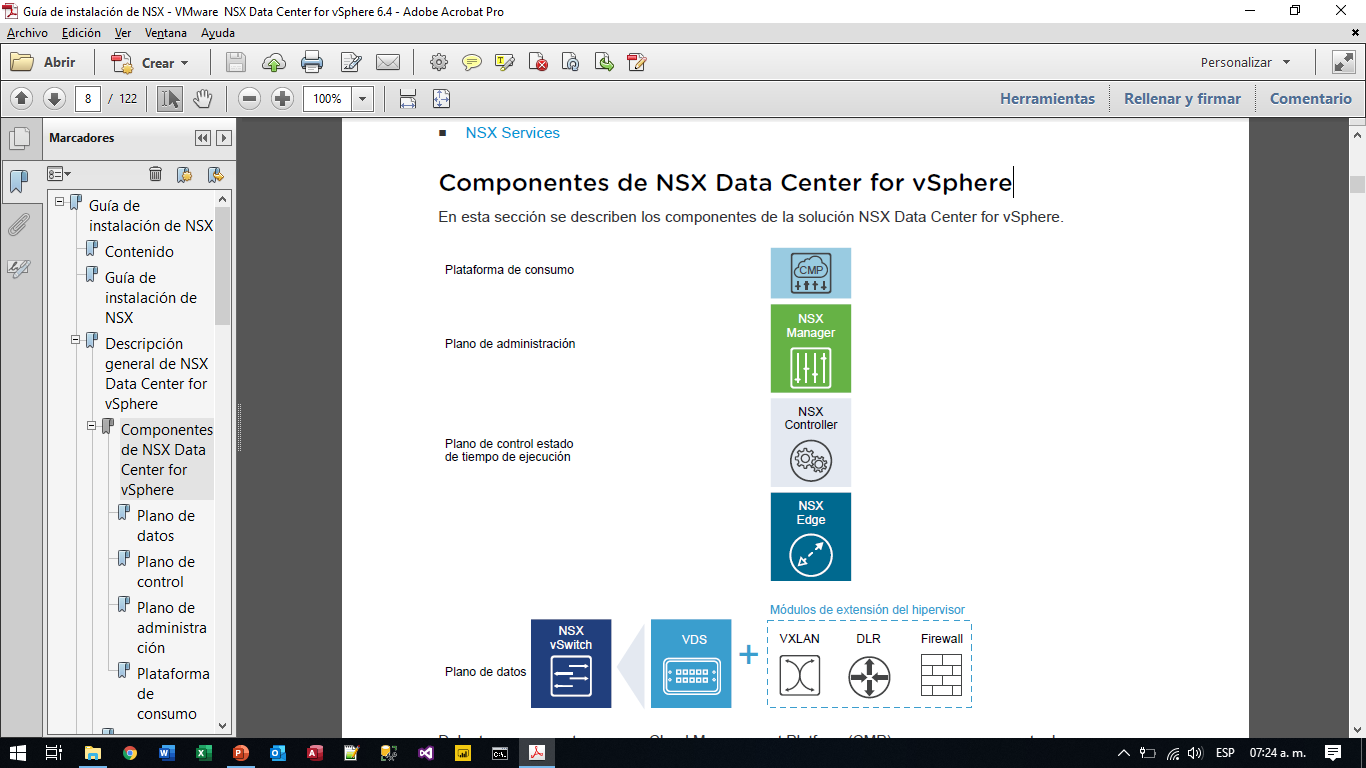 Guía de instalación de NSX - VMware NSX Data Center for vSphere 6.4 - Adobe Acrobat Pro
Archivo Edición Ver Ventana Ayuda
Abrir Crear Personalizar
8 / 122 100% Herramientas Rellenar y firmar Comentario
Marcadores
Guía de
instalación de NSX
Contenido
Guía de
instalación de
NSX
Descripción
general de NSX
Data Center for
vSphere
Componentes
de NSX Data
Center for
vSphere
Plano de
datos
Plano de
control
Plano de
administra
ción
Plataforma
de
consumo
NSX Services
Componentes de NSX Data Center for vSphere
En esta sección se describen los componentes de la solución NSX Data Center for vSphere.
Plataforma de consumo
CMP
Plano de administración
NSX
Manager
Plano de control estado
de tiempo de ejecución
NSX
Controller
NSX
Edge
Plano de datos
NSX
vSwitch
VDS
+
Módulos de extensión del hipervisor
VXLAN DLR Firewall
ESP 07:24 a. m.